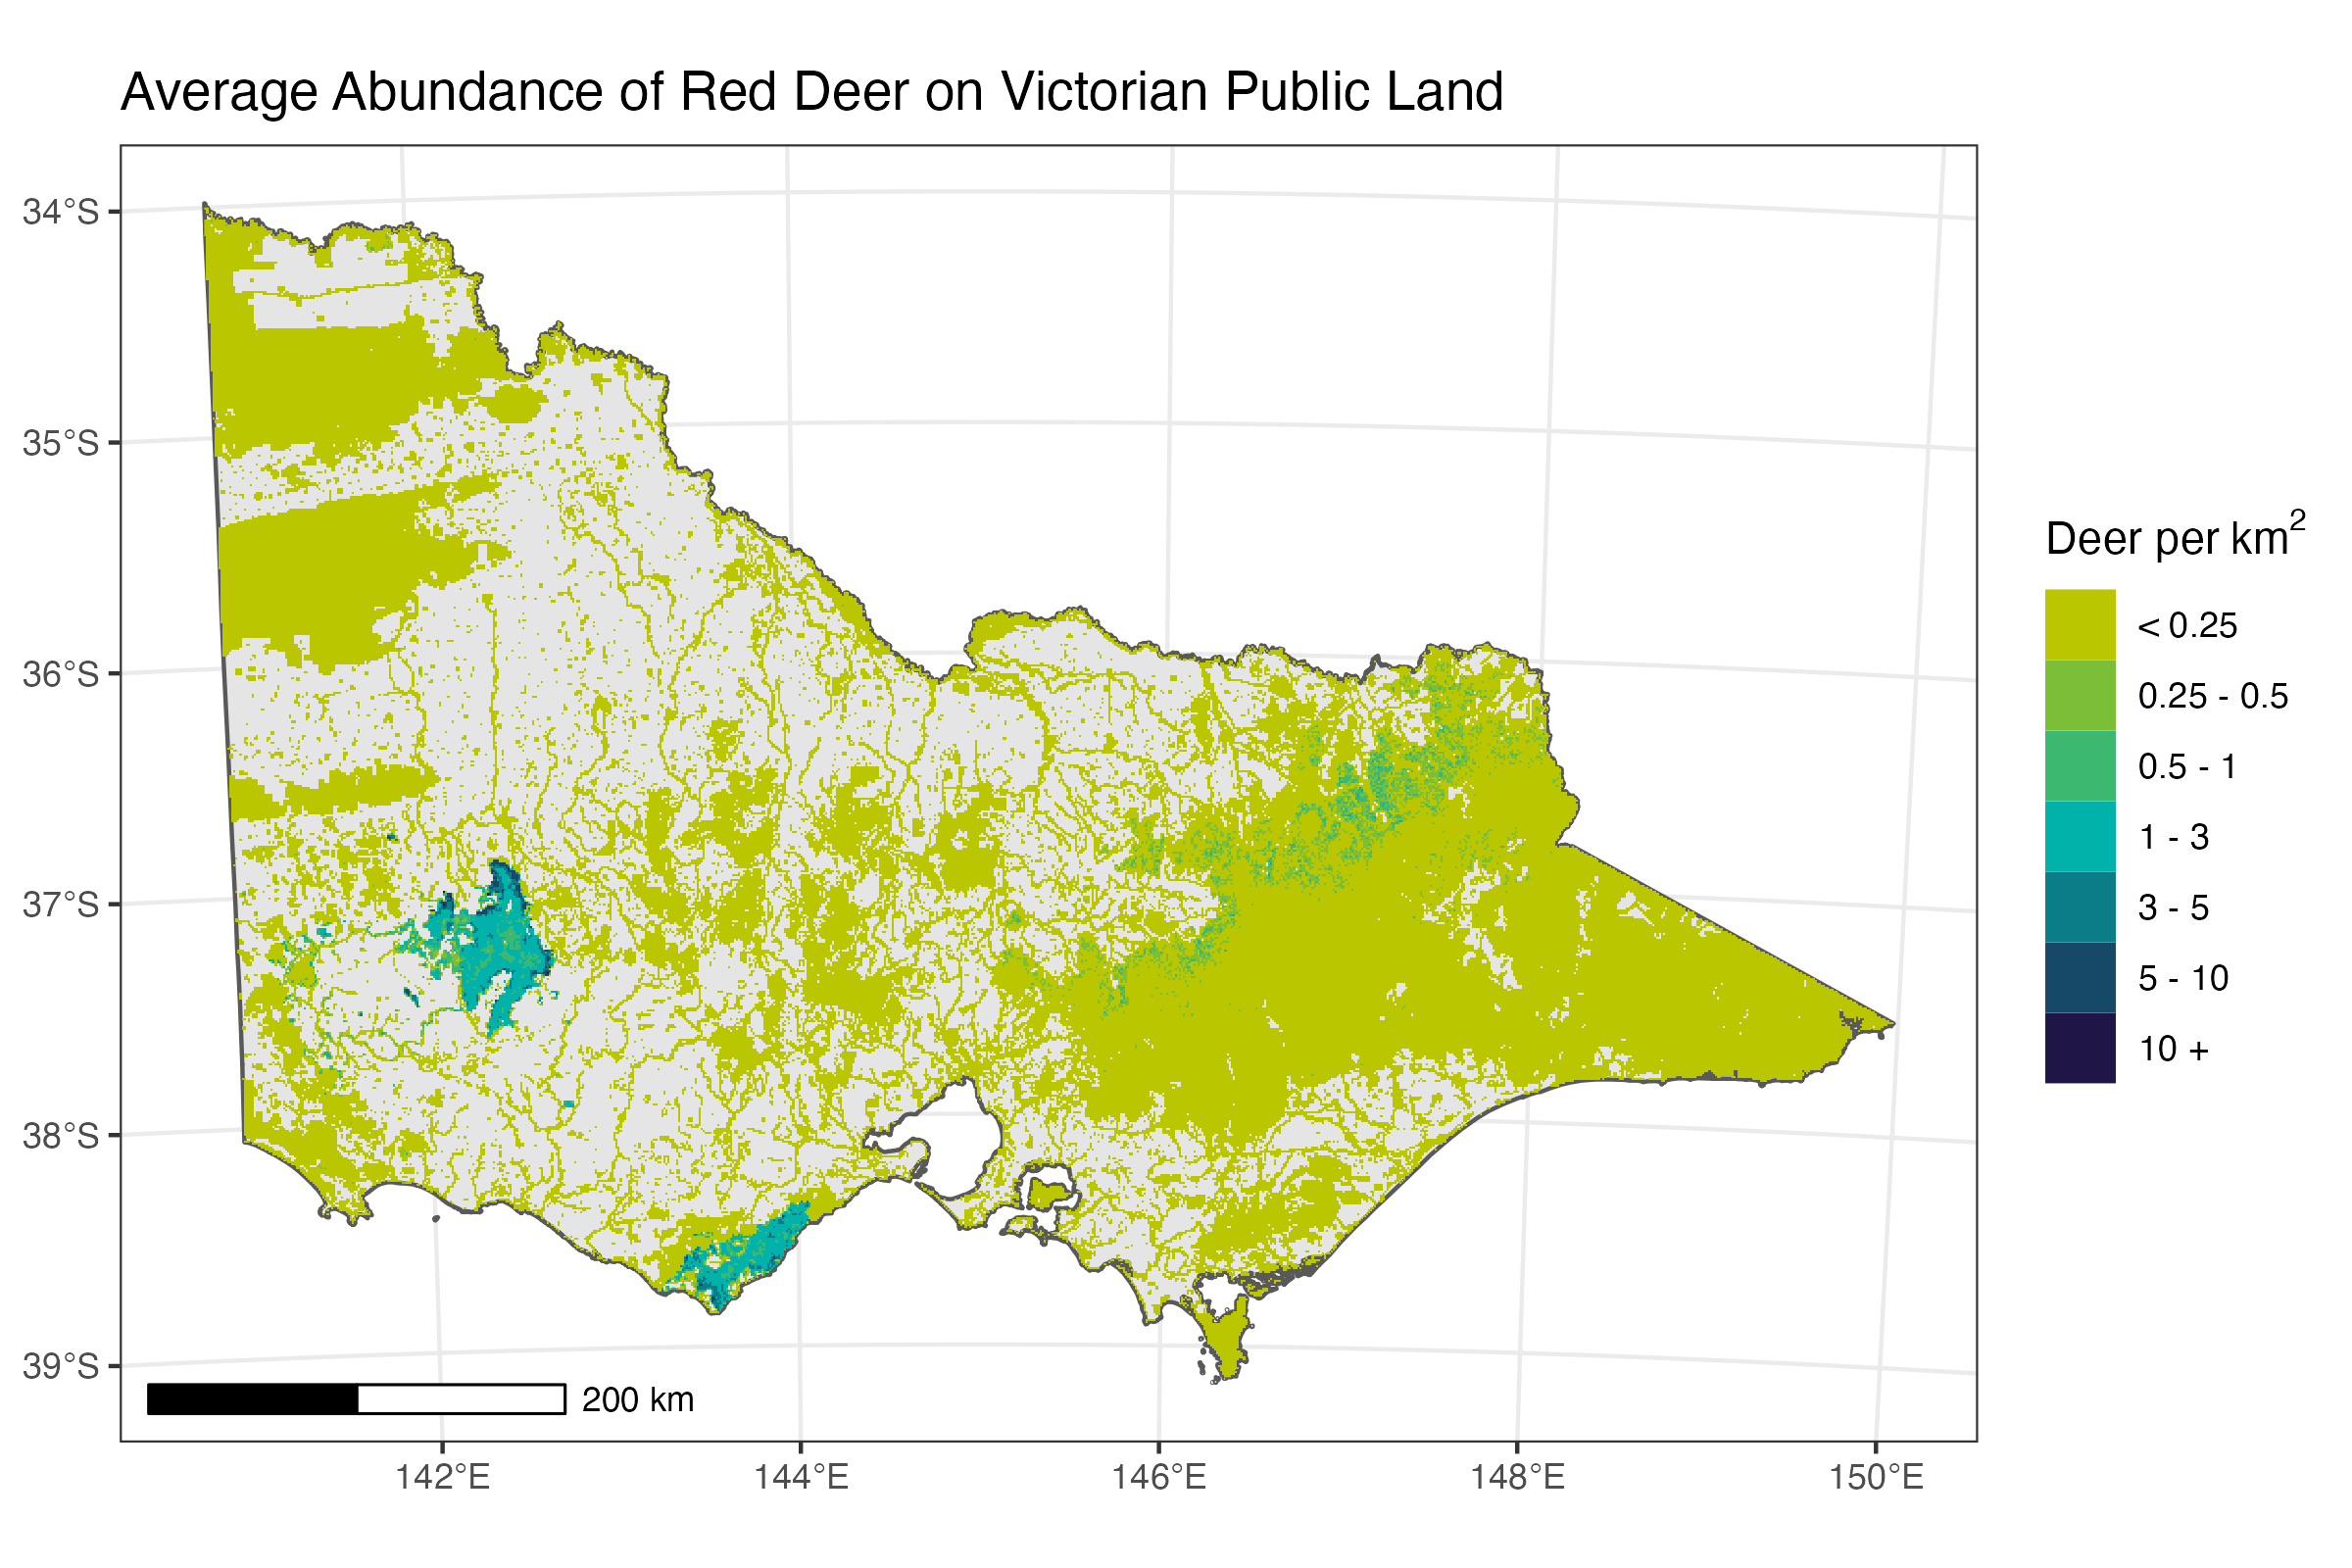 Average Abundance of Red Deer on Victorian Public Land
34°S
35°S
36°S
37°S
38°S
39°S
200 km
142°E
144°E
146°E
148°E
150°E
Deer per km²
< 0.25
0.25 - 0.5
0.5 - 1
1 - 3
3 - 5
5 - 10
10 +